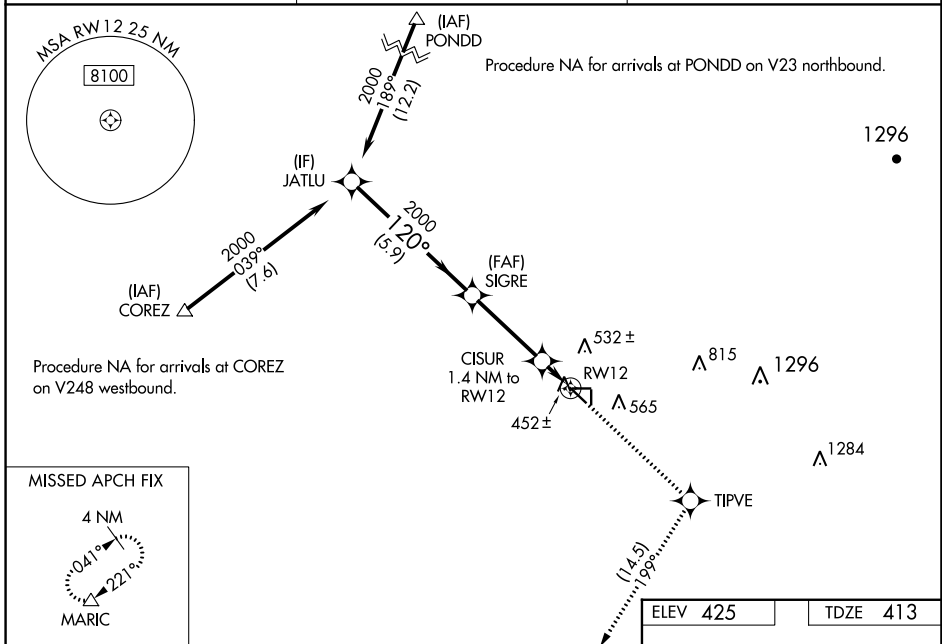 MSA RW12 25 NM
8100
(IAF)
PONDD
2000
189°
(12.2)
Procedure NA for arrivals at PONDD on V23 northbound.
1296
(IF)
JATLU
2000
120°
(5.9)
2000
039°
(7.6)
(IAF)
COREZ
(FAF)
SIGRE
Procedure NA for arrivals at COREZ
on V248 westbound.
CISUR
1.4 NM to
RW12
532 ±
RW12
815
1296
452 ±
565
1284
MISSED APCH FIX
4 NM
041°
221°
MARIC
TIPVE
(14.5)
199°
ELEV 425
TDZE 413